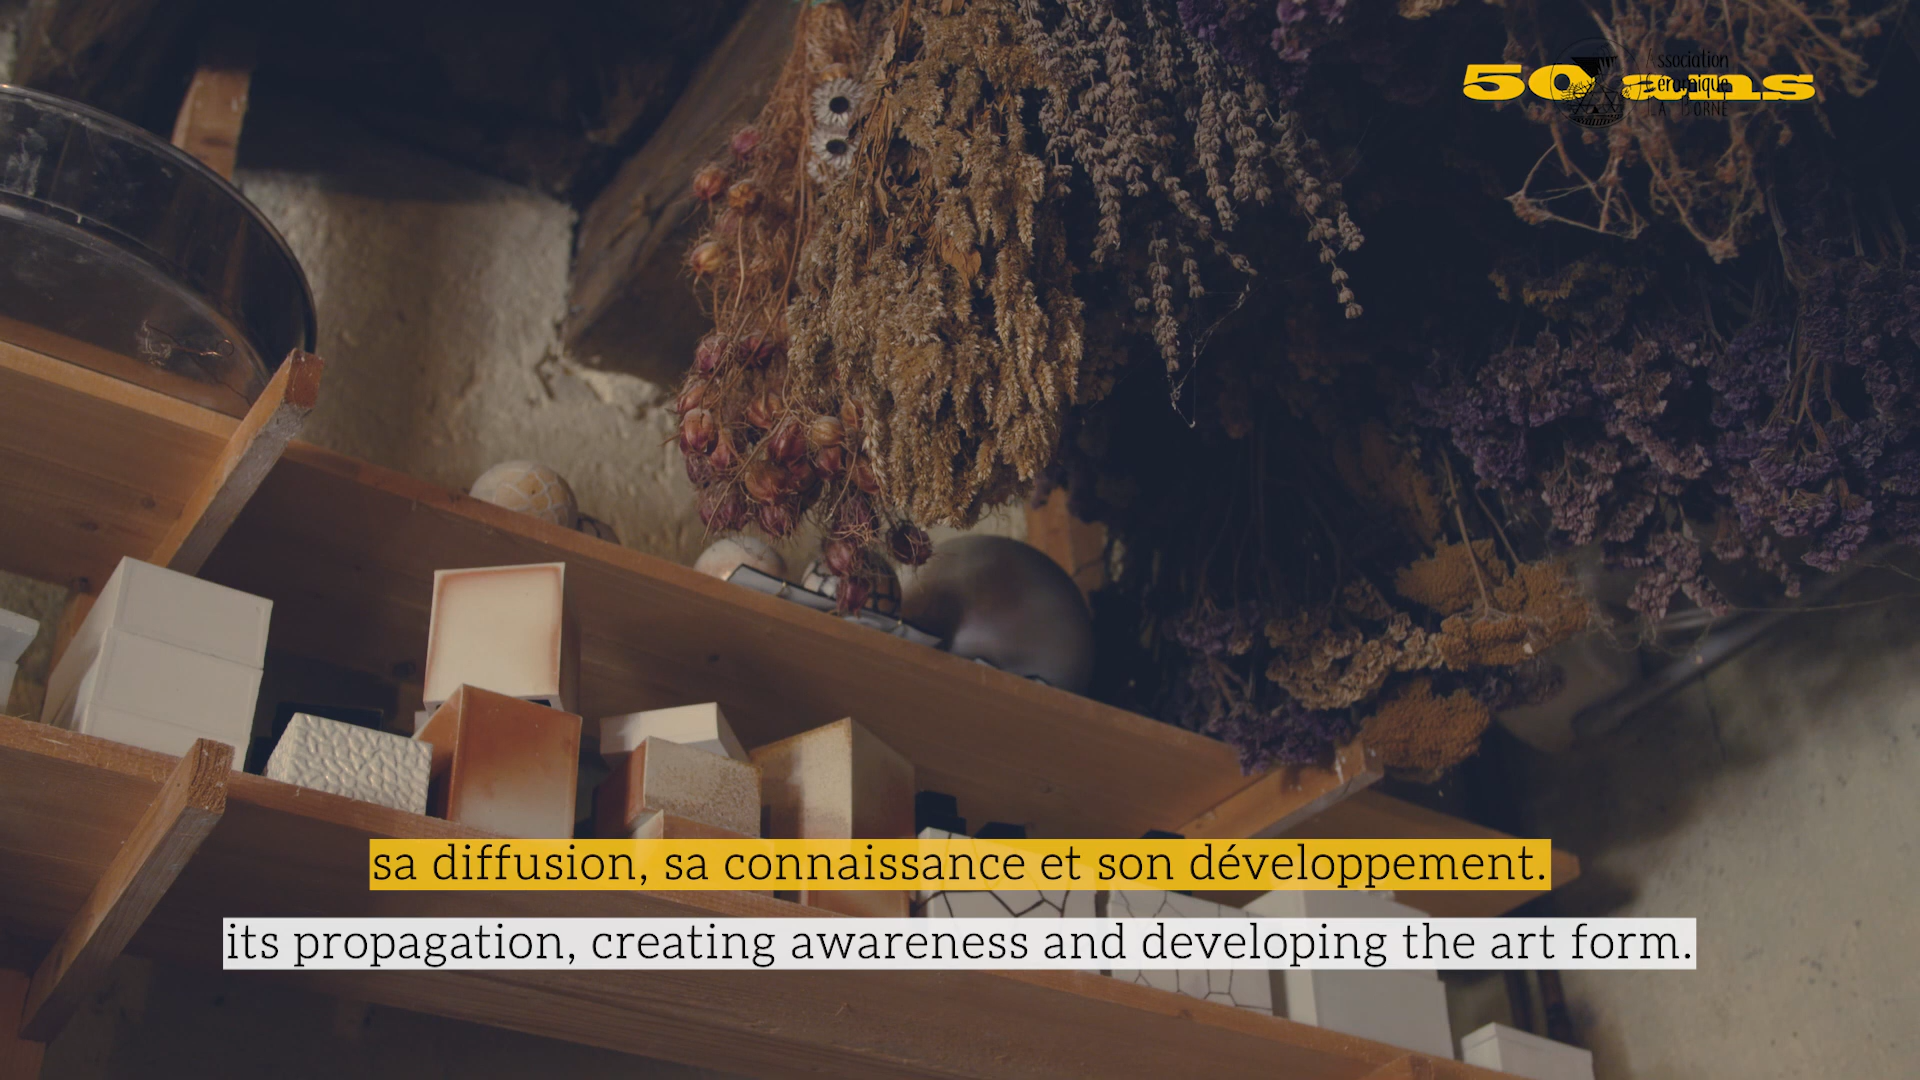 50 ans
Association
Céramique
LA BORNE
sa diffusion, sa connaissance et son développement.
its propagation, creating awareness and developing the art form.